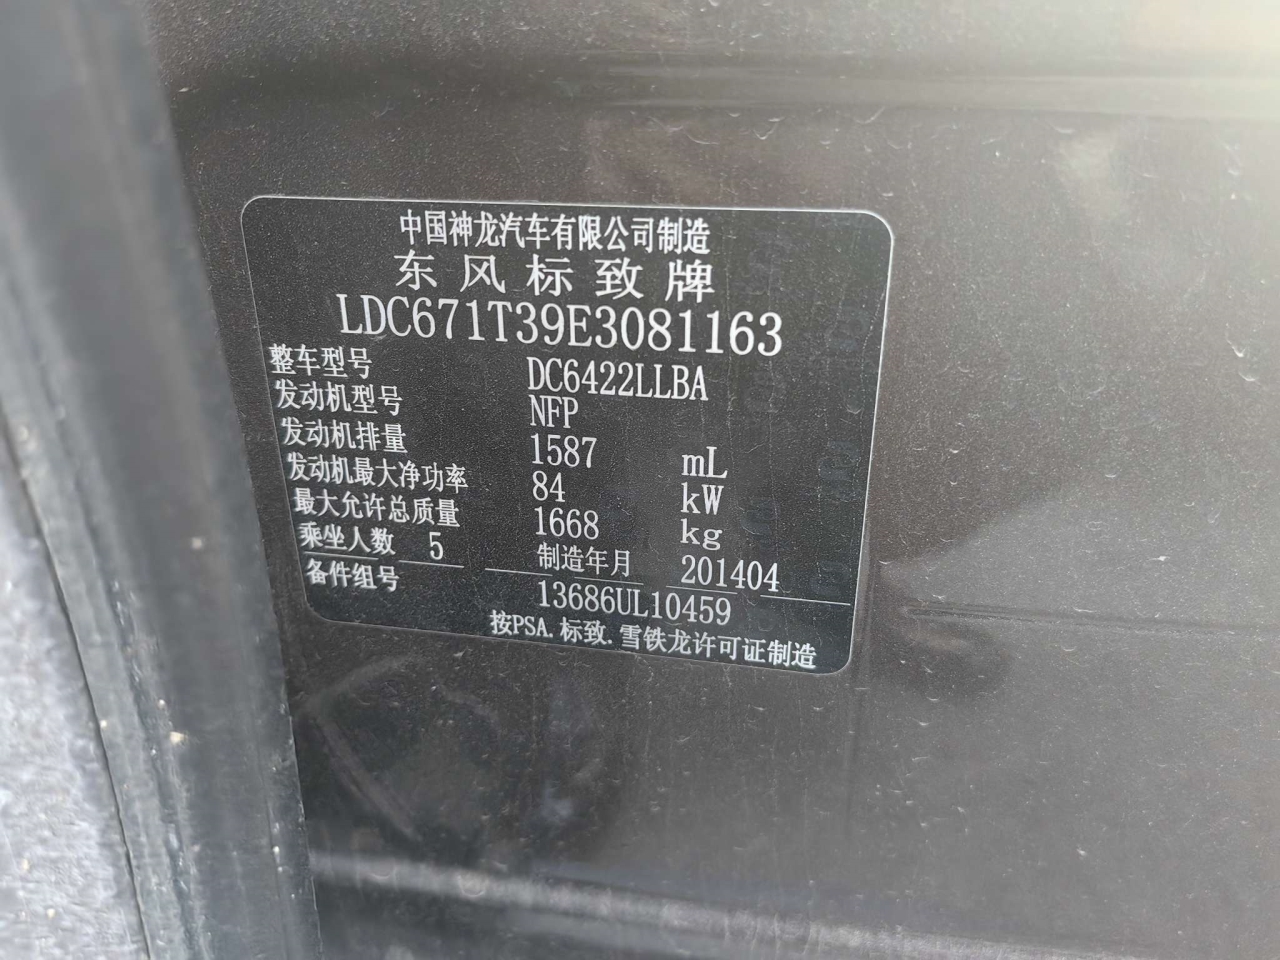 中国神龙汽车有限公司制造
东风标致牌
LDC671T39E3081163
整车型号 DC6422LLBA
发动机型号 NFP
发动机排量 1587 mL
发动机最大净功率 84 kW
最大允许总质量 1668 kg
乘坐人数 5 制造年月 201404
备件组号 13686UL10459
按PSA.标致.雪铁龙许可证制造